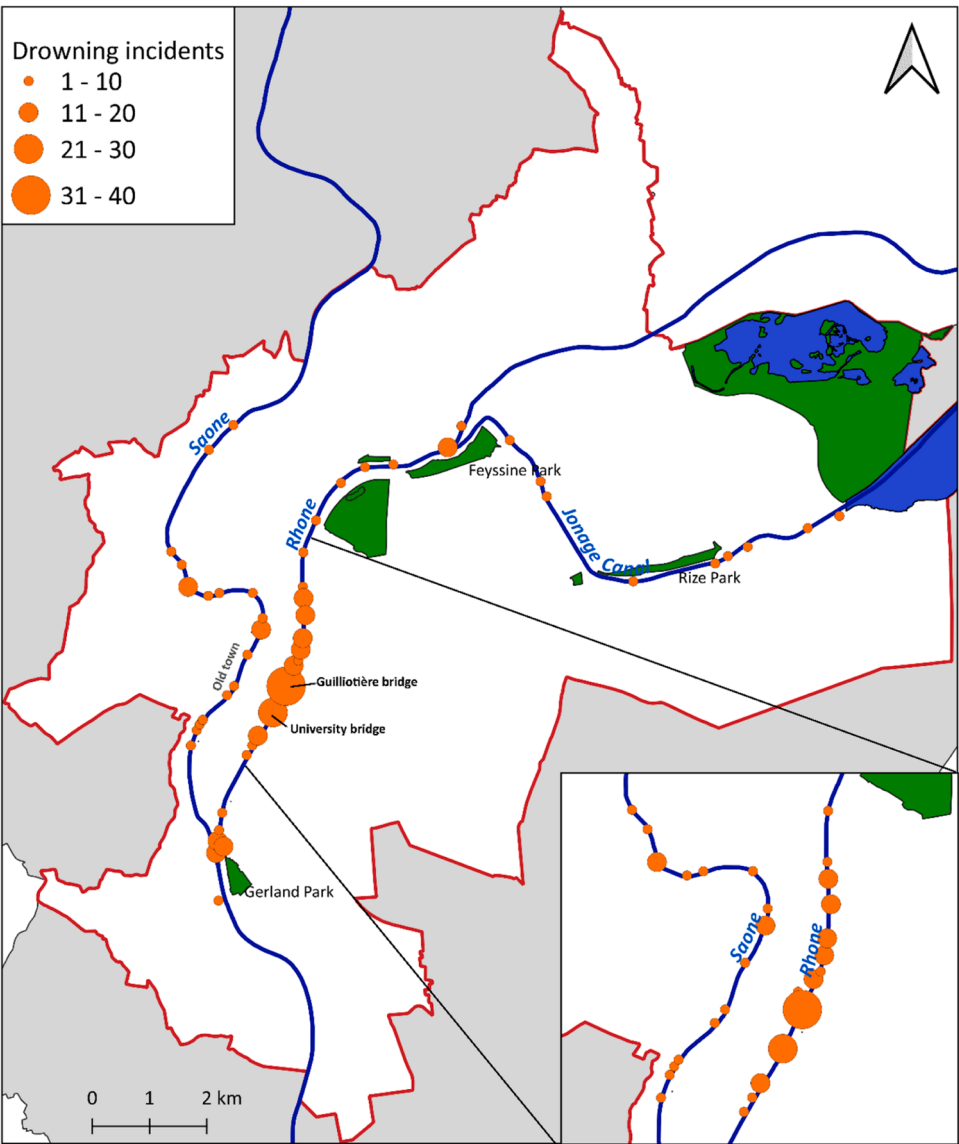 Drowning incidents
1 - 10
11 - 20
21 - 30
31 - 40
Saone
Feyssine Park
Rhone
Jonage Canal
Rize Park
Old town
Guilliotière bridge
University bridge
Gerland Park
Saone
Rhone
0 1 2 km